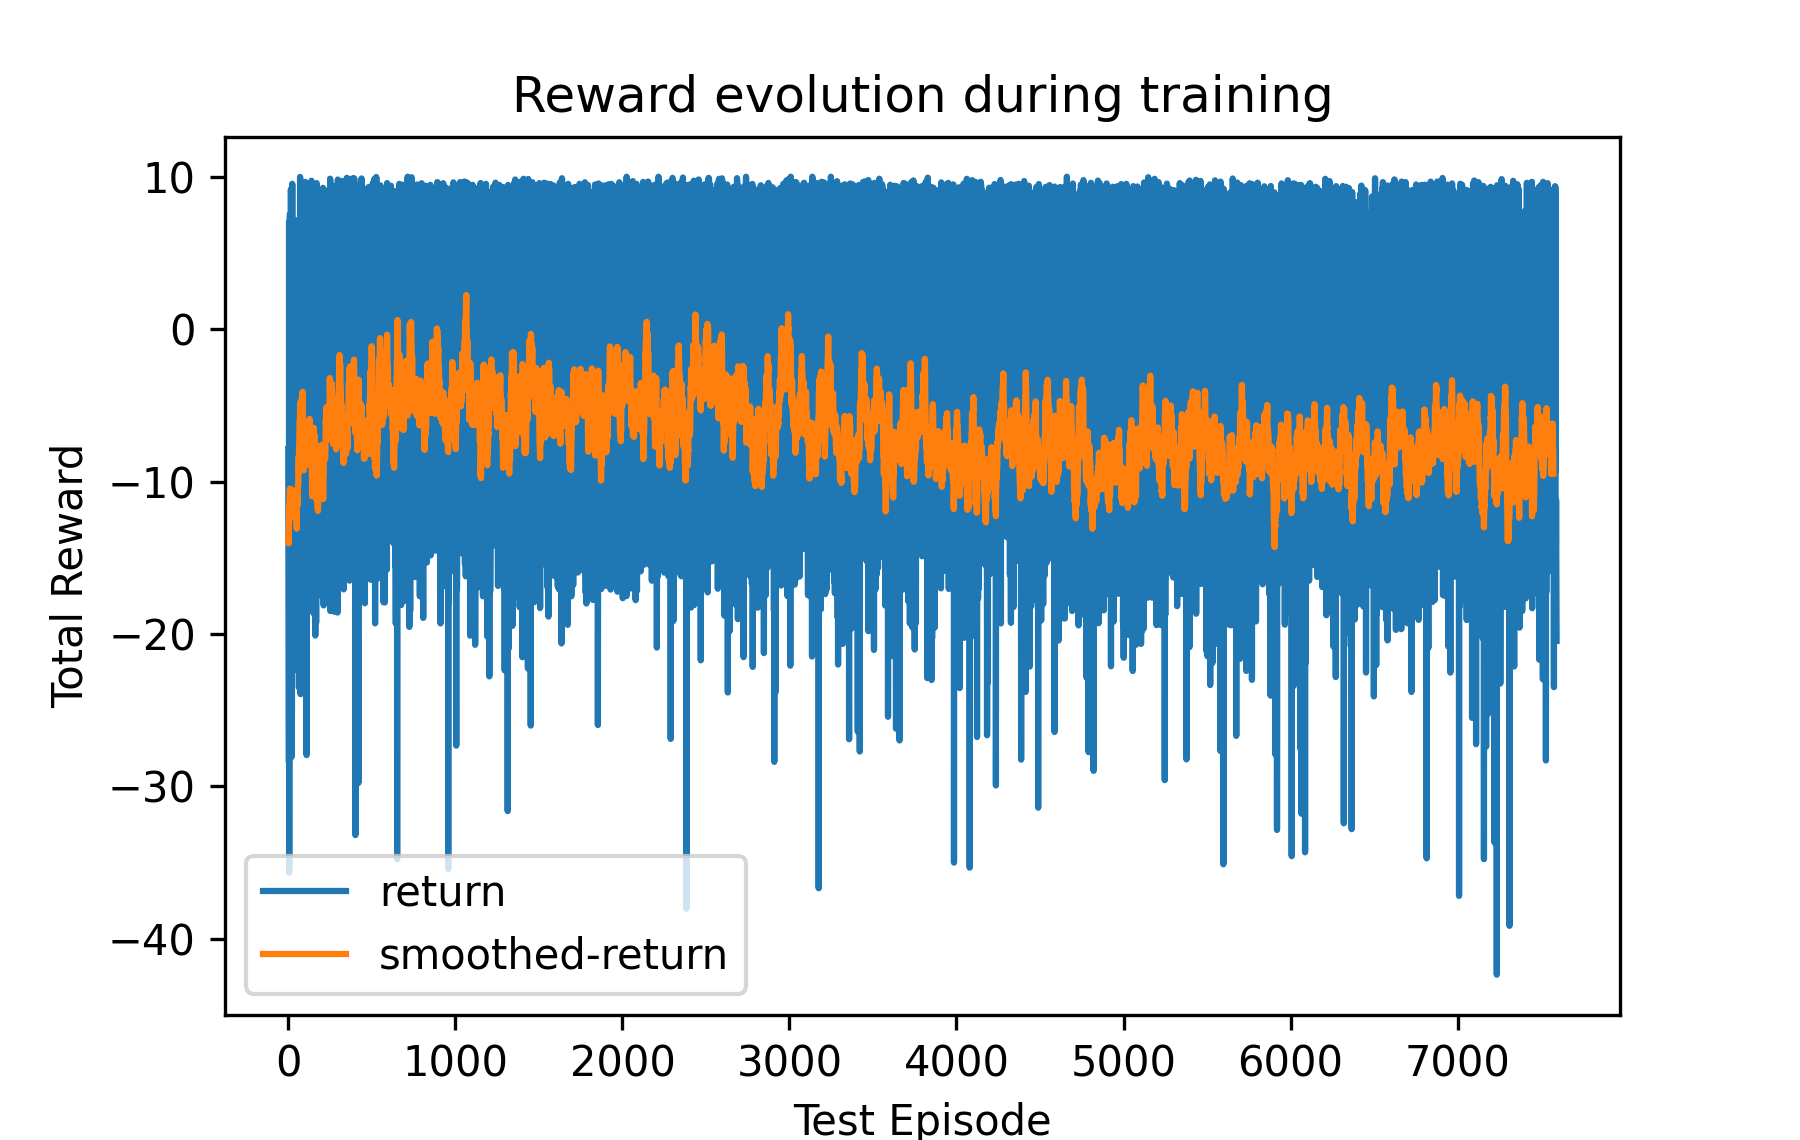 Reward evolution during training
Total Reward
10
0
−10
−20
−30
−40
return
smoothed-return
0 1000 2000 3000 4000 5000 6000 7000
Test Episode